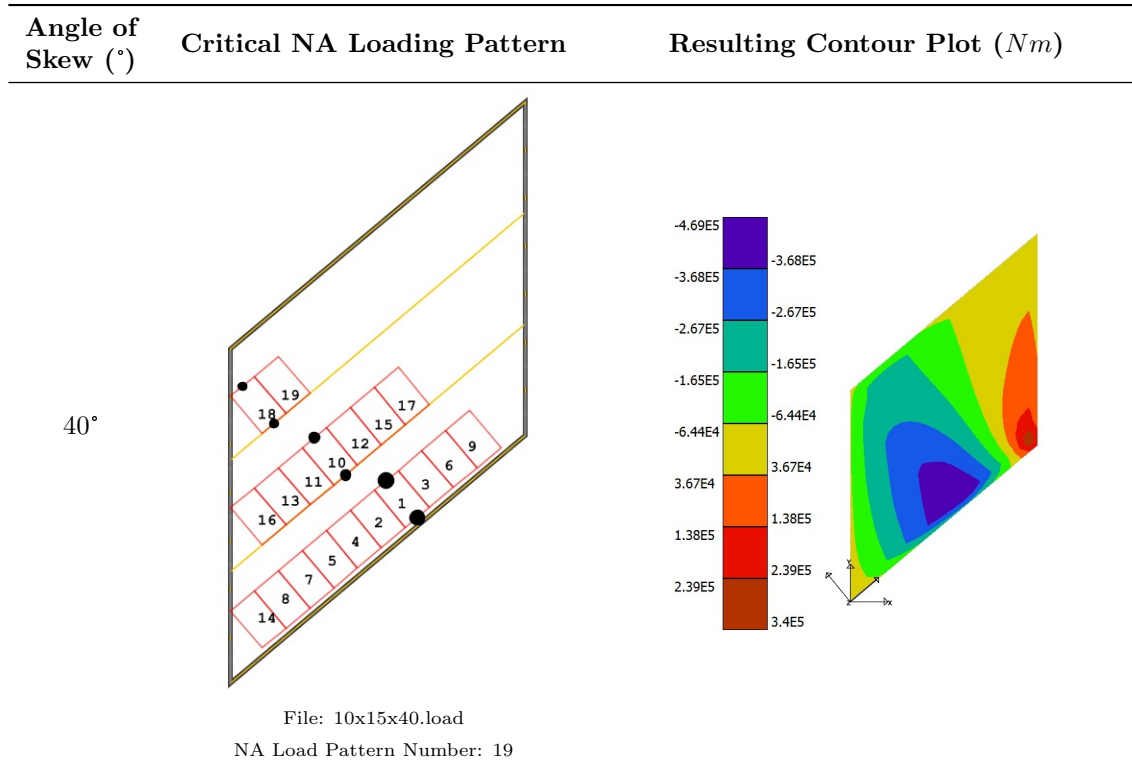 Angle of Skew (°) Critical NA Loading Pattern Resulting Contour Plot (Nm)
40°
19
18
17
15
12
10
11
13
16
9
6
3
1
2
4
5
7
8
14
-4.69E5
-3.68E5
-3.68E5
-2.67E5
-2.67E5
-1.65E5
-1.65E5
-6.44E4
-6.44E4
3.67E4
3.67E4
1.38E5
1.38E5
2.39E5
2.39E5
3.4E5
Y
Z
X
File: 10x15x40.load
NA Load Pattern Number: 19